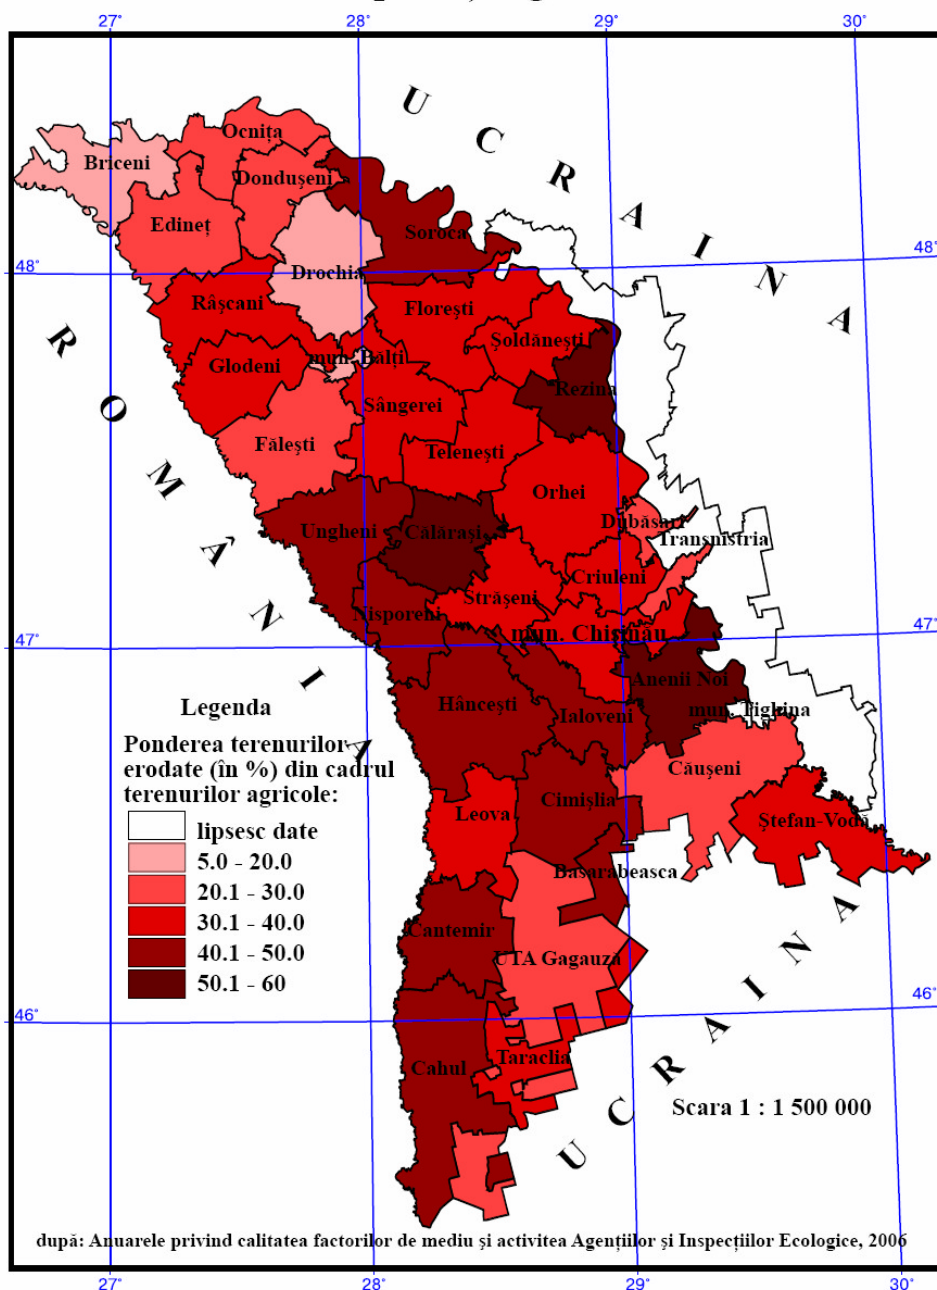 27° 28° 29° 30°
U C R A I N A
Ocnița
Briceni
Dondușeni
Edineț
Soroca
48° 48°
Drochia
Râșcani
Florești
R O M Â N I A
Șoldănești
mun. Bălți
Glodeni
Rezina
Sângerei
Fălești
Telenești
Orhei
Dubăsari
Ungheni
Călărași
Transnistria
Criuleni
Strășeni
Nisporeni
mun. Chișinău
47° 47°
Anenii Noi
Hâncești
mun. Tighina
Ialoveni
Căușeni
Legenda
Ponderea terenurilor
erodate (în %) din cadrul
terenurilor agricole:
lipsesc date
5.0 - 20.0
20.1 - 30.0
30.1 - 40.0
40.1 - 50.0
50.1 - 60
Cimișlia
Leova
Ștefan-Vodă
Basarabeasca
Cantemir
UTA Gagauză
46° 46°
Taraclia
Cahul
U C R A I N A
Scara 1 : 1 500 000
după: Anuarele privind calitatea factorilor de mediu și activitea Agențiilor și Inspecțiilor Ecologice, 2006
27° 28° 29° 30°